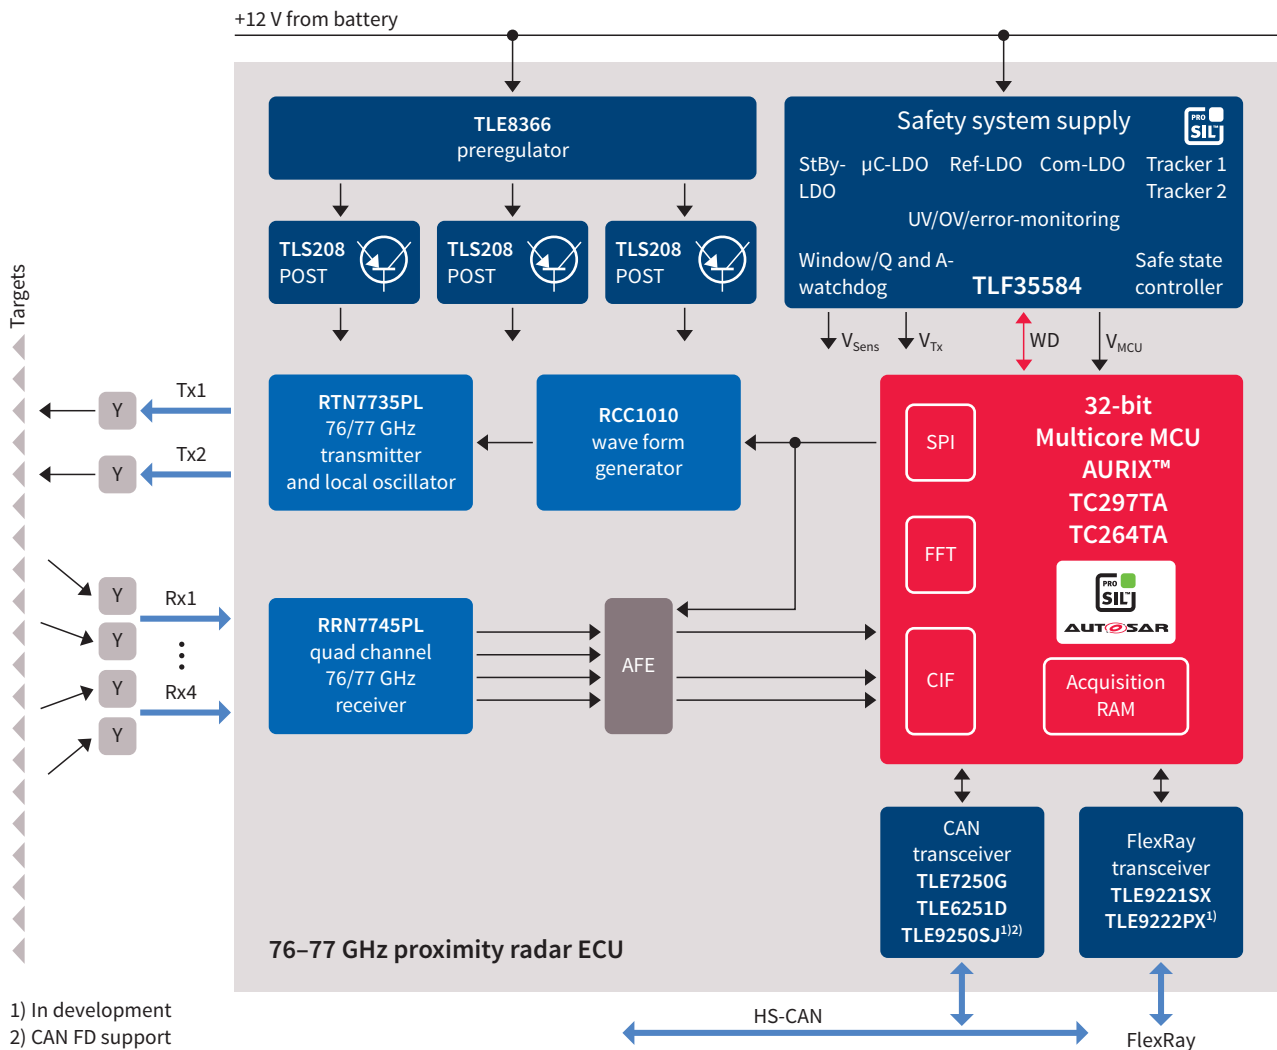 +12 V from battery
TLE8366
preregulator
Safety system supply
PRO
SIL™
StBy-
LDO
µC-LDO
Ref-LDO
Com-LDO
Tracker 1
Tracker 2
UV/OV/error-monitoring
Window/Q and A-
watchdog
TLF35584
Safe state
controller
TLS208
POST
TLS208
POST
TLS208
POST
Targets
VSens
VTx
WD
VMCU
Tx1
Y
Tx2
Y
RTN7735PL
76/77 GHz
transmitter
and local oscillator
RCC1010
wave form
generator
SPI
FFT
CIF
32-bit
Multicore MCU
AURIX™
TC297TA
TC264TA
PRO
SIL™
AUTOSAR
Acquisition
RAM
Y
Rx1
Y
Y
Rx4
Y
RRN7745PL
quad channel
76/77 GHz
receiver
AFE
CAN
transceiver
TLE7250G
TLE6251D
TLE9250SJ1)2)
FlexRay
transceiver
TLE9221SX
TLE9222PX1)
76–77 GHz proximity radar ECU
HS-CAN
FlexRay
1) In development
2) CAN FD support